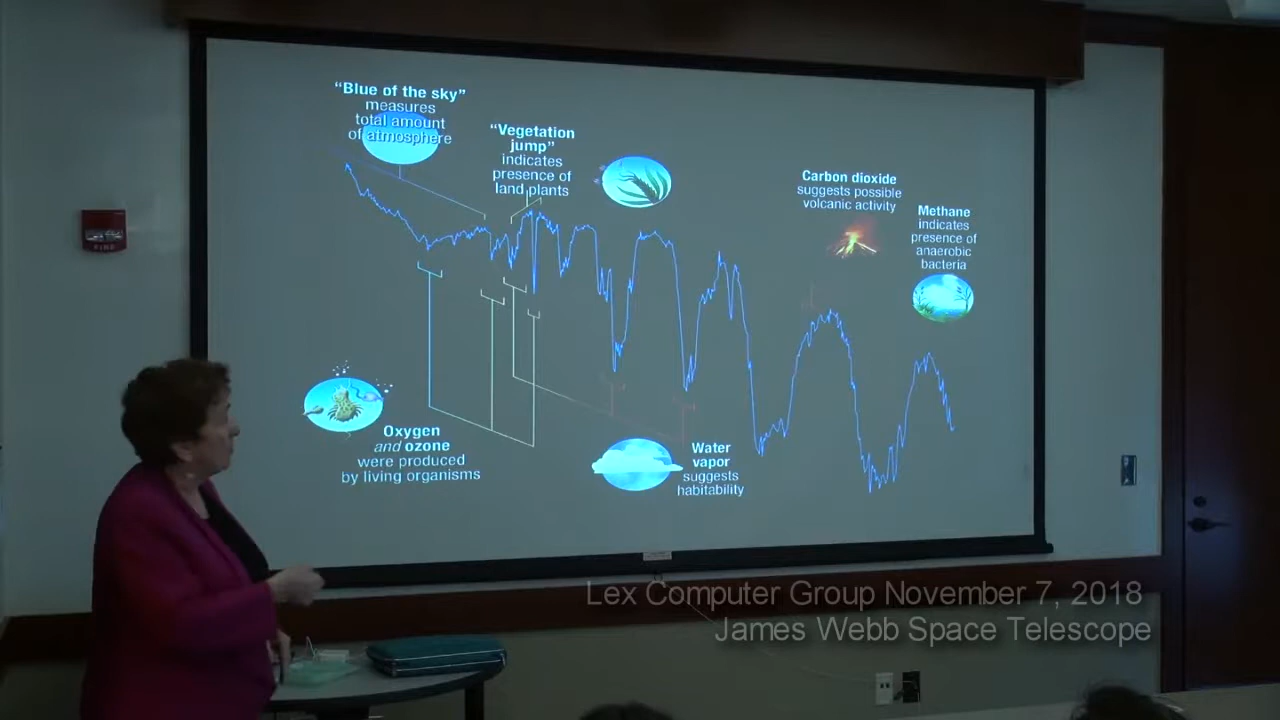 “Blue of the sky”
measures
total amount
of atmosphere
“Vegetation
jump”
indicates
presence of
land plants
Carbon dioxide
suggests possible
volcanic activity
Methane
indicates
presence of
anaerobic
bacteria
Oxygen
and ozone
were produced
by living organisms
Water
vapor
suggests
habitability
FIRE
Lex Computer Group November 7, 2018
James Webb Space Telescope